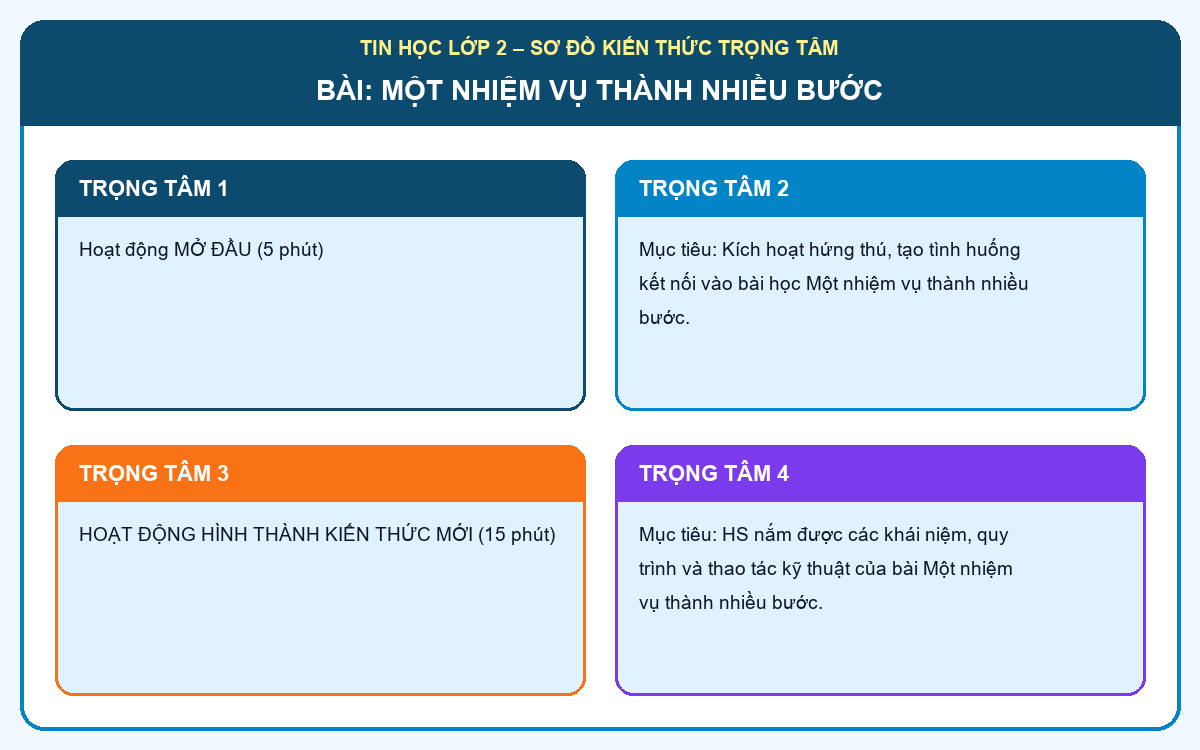 TIN HỌC LỚP 2 – SƠ ĐỒ KIẾN THỨC TRỌNG TÂM
BÀI: MỘT NHIỆM VỤ THÀNH NHIỀU BƯỚC
TRỌNG TÂM 1
Hoạt động MỞ ĐẦU (5 phút)
TRỌNG TÂM 2
Mục tiêu: Kích hoạt hứng thú, tạo tình huống
kết nối vào bài học Một nhiệm vụ thành nhiều
bước.
TRỌNG TÂM 3
HOẠT ĐỘNG HÌNH THÀNH KIẾN THỨC MỚI (15 phút)
TRỌNG TÂM 4
Mục tiêu: HS nắm được các khái niệm, quy
trình và thao tác kỹ thuật của bài Một nhiệm
vụ thành nhiều bước.